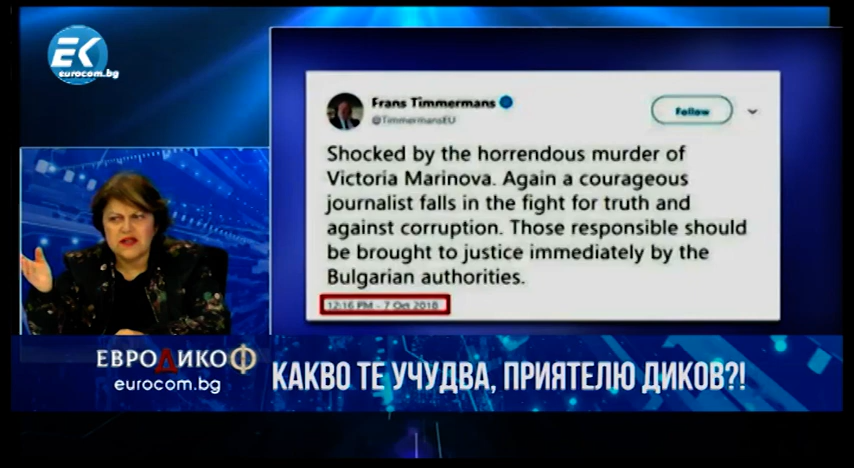 EK
eurocom.bg
Frans Timmermans
@TimmermansEU
Follow
Shocked by the horrendous murder of
Victoria Marinova. Again a courageous
journalist falls in the fight for truth and
against corruption. Those responsible should
be brought to justice immediately by the
Bulgarian authorities.
12:16 PM - 7 Oct 2018
ЕВРОДИКОФ
eurocom.bg
КАКВО ТЕ УЧУДВА, ПРИЯТЕЛЮ ДИКОВ?!